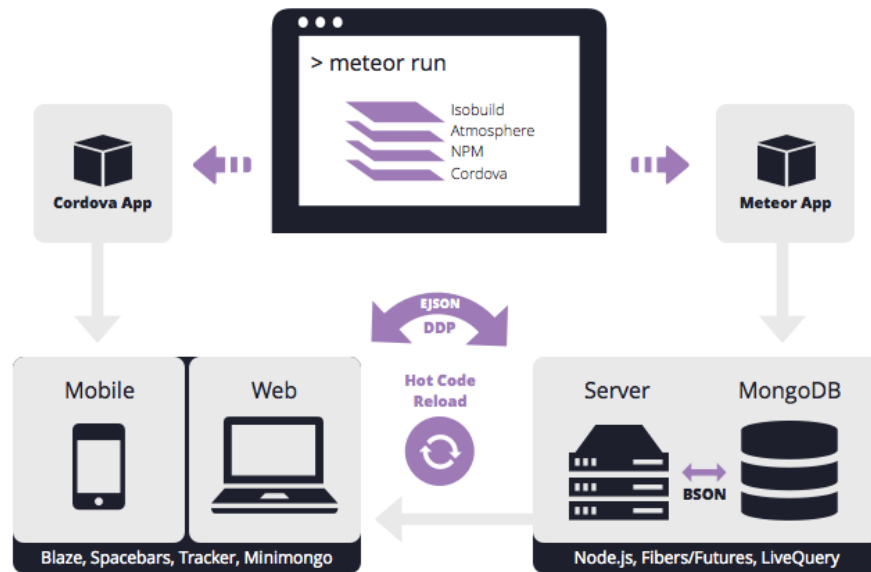 > meteor run
Isobuild
Atmosphere
NPM
Cordova
Cordova App
Meteor App
EJSON
DDP
Hot Code
Reload
Mobile
Web
Server
MongoDB
BSON
Blaze, Spacebars, Tracker, Minimongo
Node.js, Fibers/Futures, LiveQuery